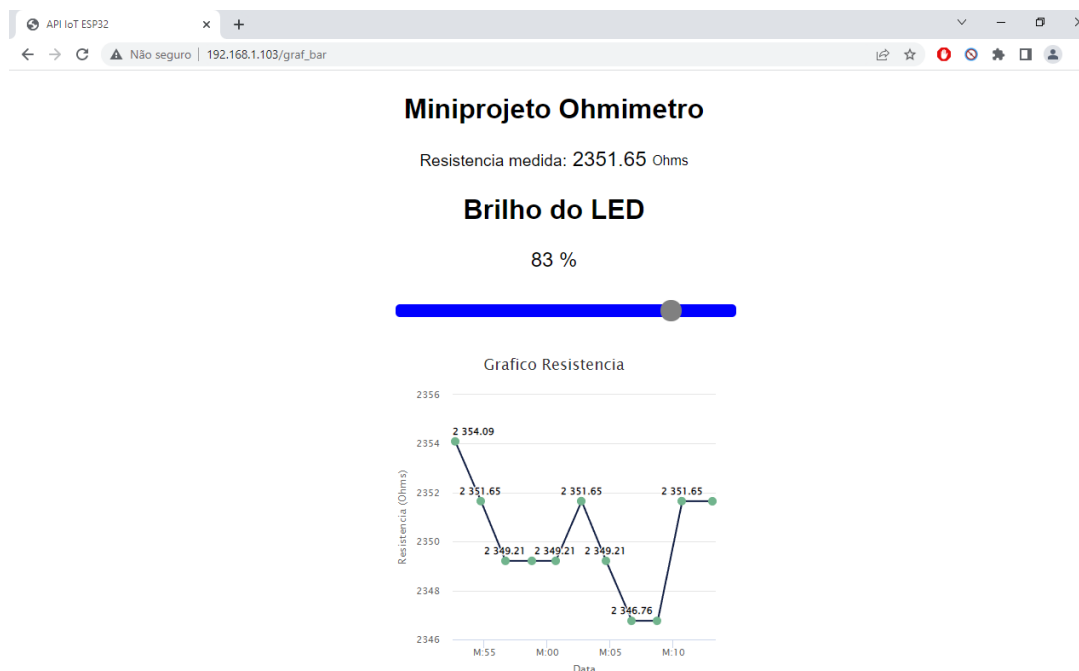 API IoT ESP32
Não seguro | 192.168.1.103/graf_bar
Miniprojeto Ohmimetro
Resistencia medida: 2351.65 Ohms
Brilho do LED
83 %
Grafico Resistencia
2356
2 354.09
2354
2 351.65 2 351.65 2 351.65
2352
2 349.21 2 349.21 2 349.21
2350
2348
2 346.76
2346
Resistencia (Ohms)
M:55 M:00 M:05 M:10
Data